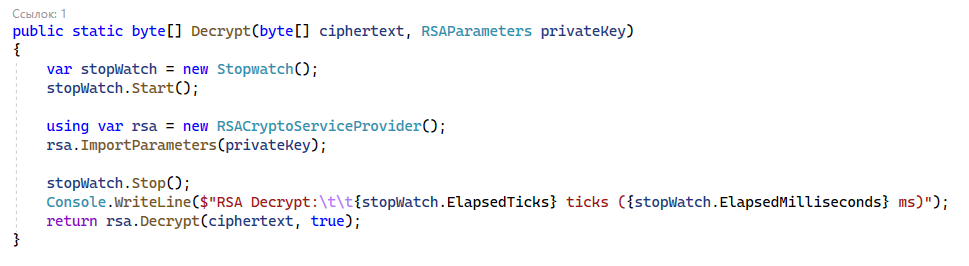 Ссылок: 1
public static byte[] Decrypt(byte[] ciphertext, RSAParameters privateKey)
{
    var stopWatch = new Stopwatch();
    stopWatch.Start();

    using var rsa = new RSACryptoServiceProvider();
    rsa.ImportParameters(privateKey);

    stopWatch.Stop();
    Console.WriteLine($"RSA Decrypt:\t\t{stopWatch.ElapsedTicks} ticks ({stopWatch.ElapsedMilliseconds} ms)");
    return rsa.Decrypt(ciphertext, true);
}